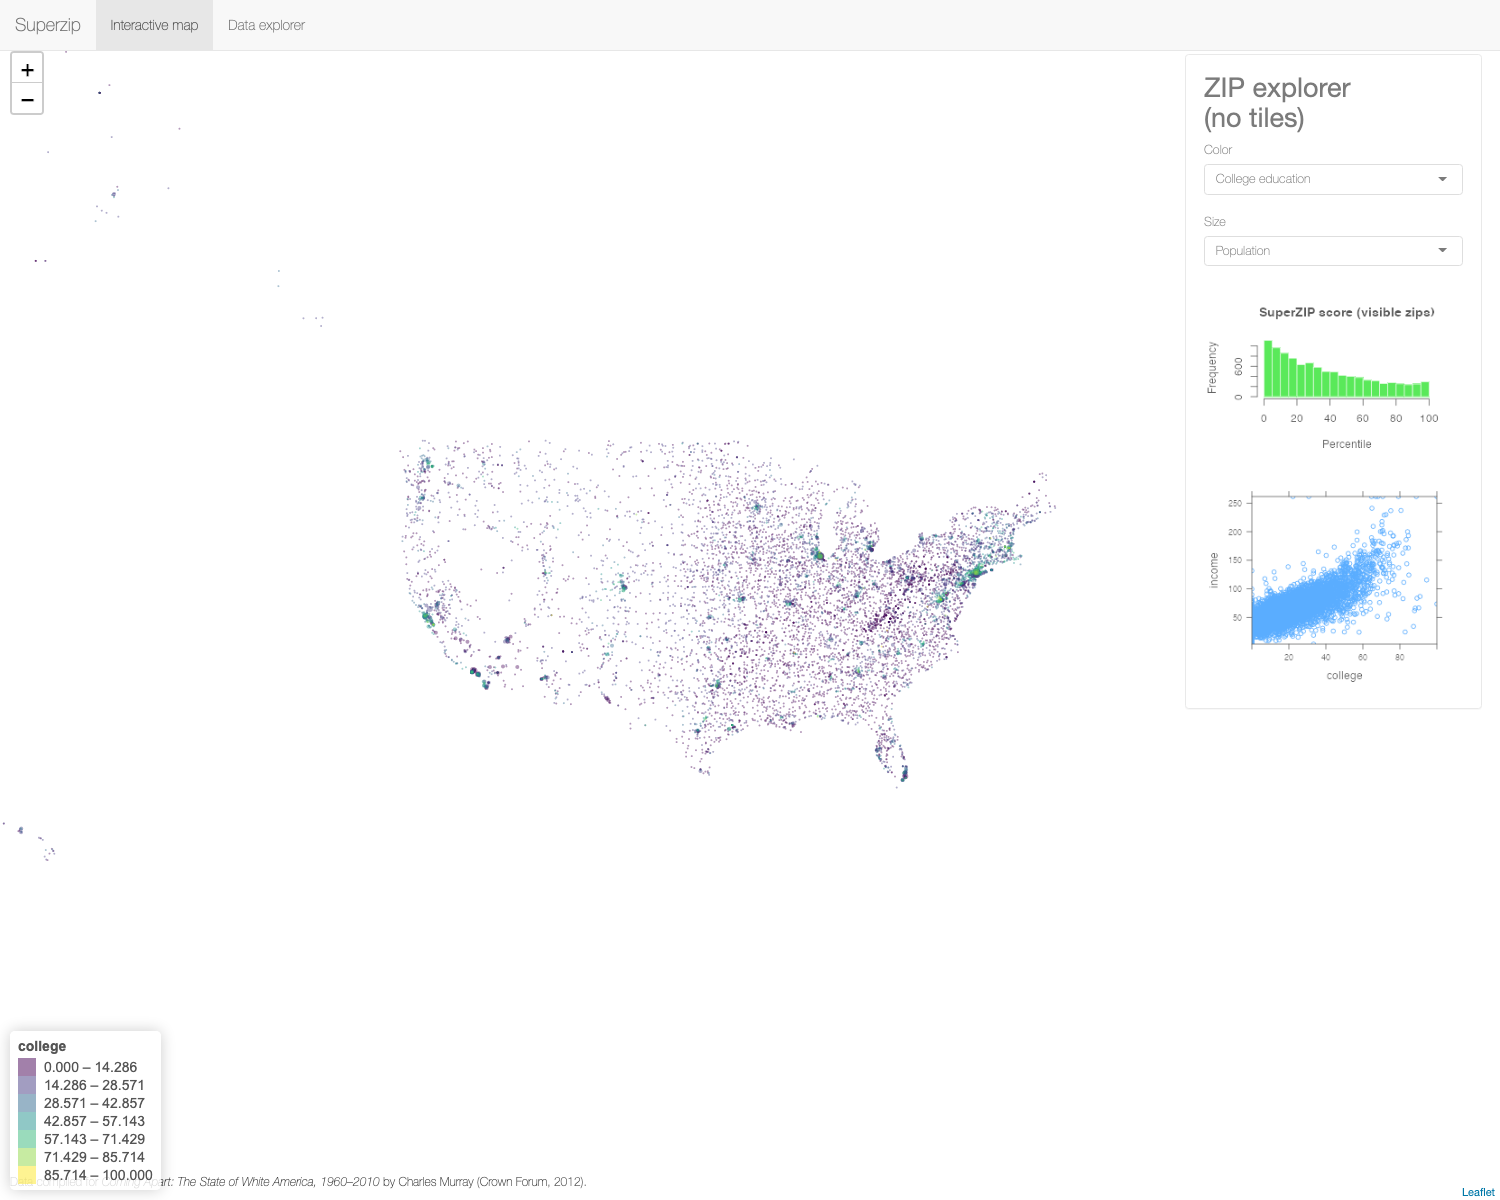 Superzip Interactive map Data explorer
+
−
ZIP explorer
(no tiles)
Color
College education
Size
Population
SuperZIP score (visible zips)
Frequency
0 600
0 20 40 60 80 100
Percentile
income
250
200
150
100
50
20 40 60 80
college
college
0.000 – 14.286
14.286 – 28.571
28.571 – 42.857
42.857 – 57.143
57.143 – 71.429
71.429 – 85.714
85.714 – 100.000
art: The State of White America, 1960–2010 by Charles Murray (Crown Forum, 2012).
Leaflet